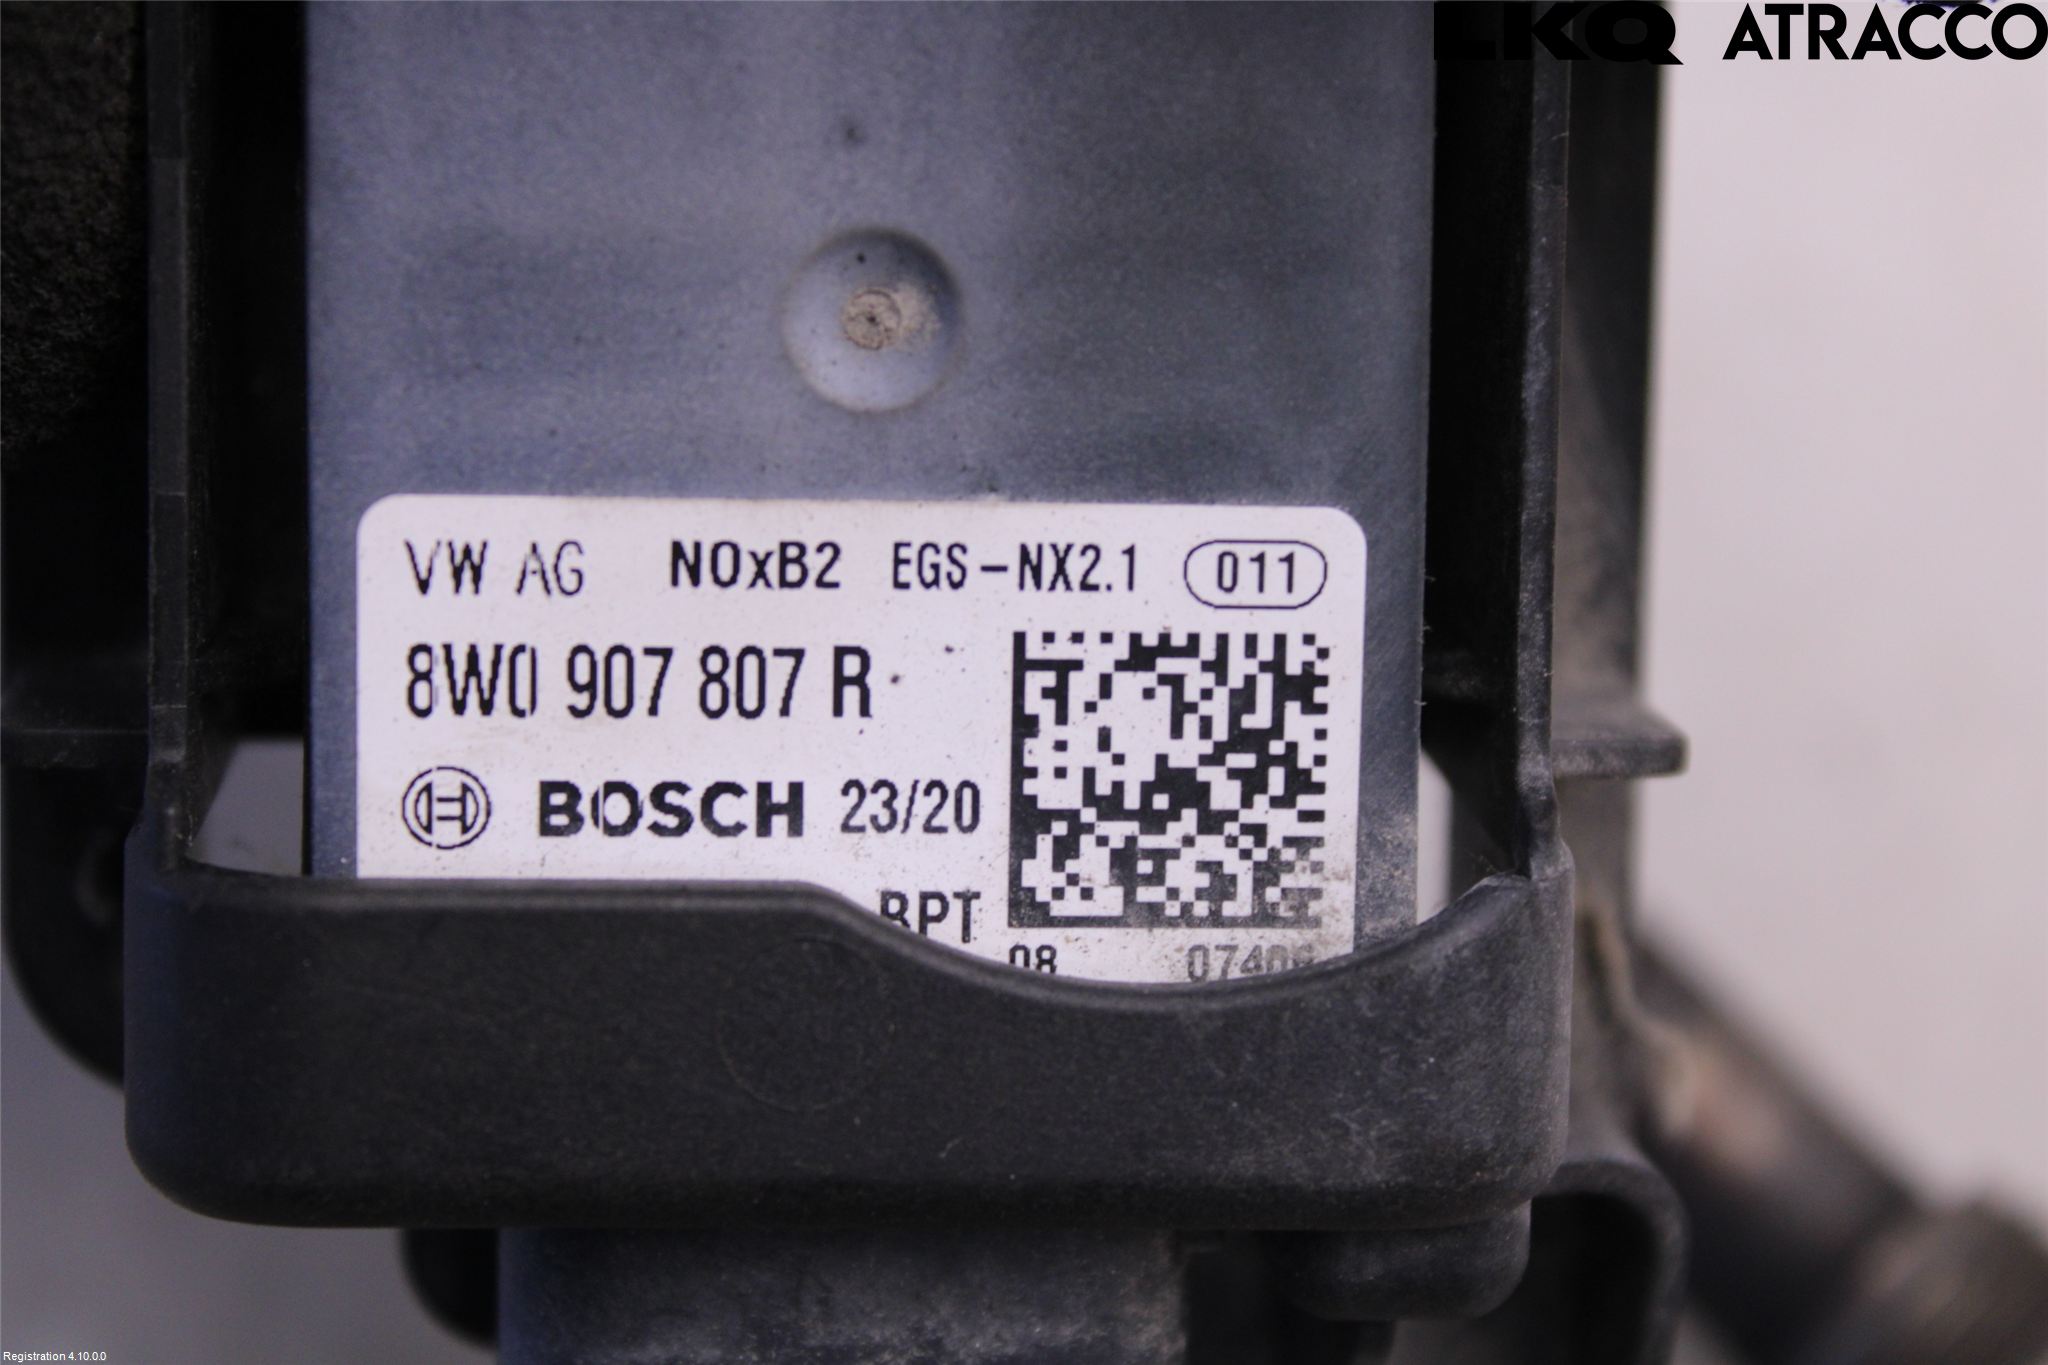 LKQ ATRACCO
VW AG NOxB2 EGS-NX2.1 011
8W0 907 807 R
BOSCH 23/20
BPT
08
Registration 4.10.0.0